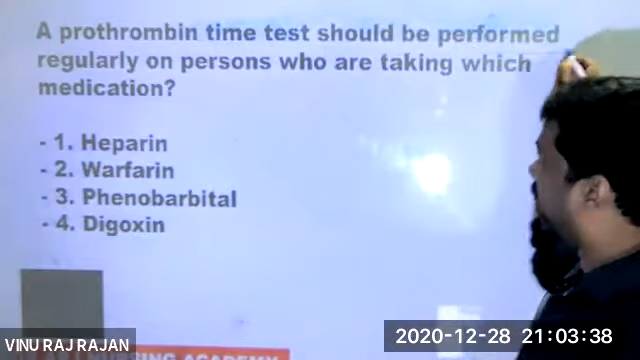 A prothrombin time test should be performed
regularly on persons who are taking which
medication?
- 1. Heparin
- 2. Warfarin
- 3. Phenobarbital
- 4. Digoxin
VINU RAJ RAJAN
2020-12-28 21:03:38
ACADEMY